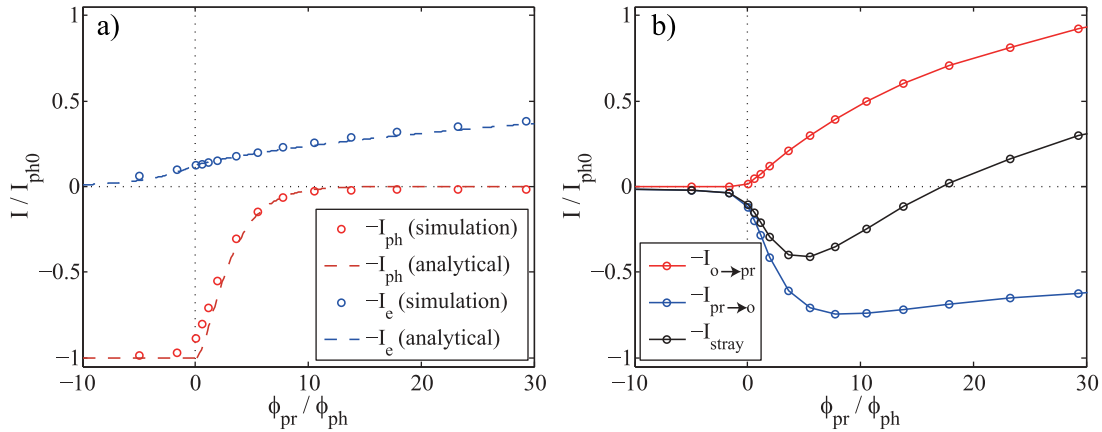 a)
1
0.5
0
−0.5
−1
I / I_ph0
−10 0 10 20 30
ϕ_pr / ϕ_ph
−I_ph (simulation)
−I_ph (analytical)
−I_e (simulation)
−I_e (analytical)
b)
1
0.5
0
−0.5
−1
I / I_ph0
−10 0 10 20 30
ϕ_pr / ϕ_ph
−I_o→pr
−I_pr→o
−I_stray